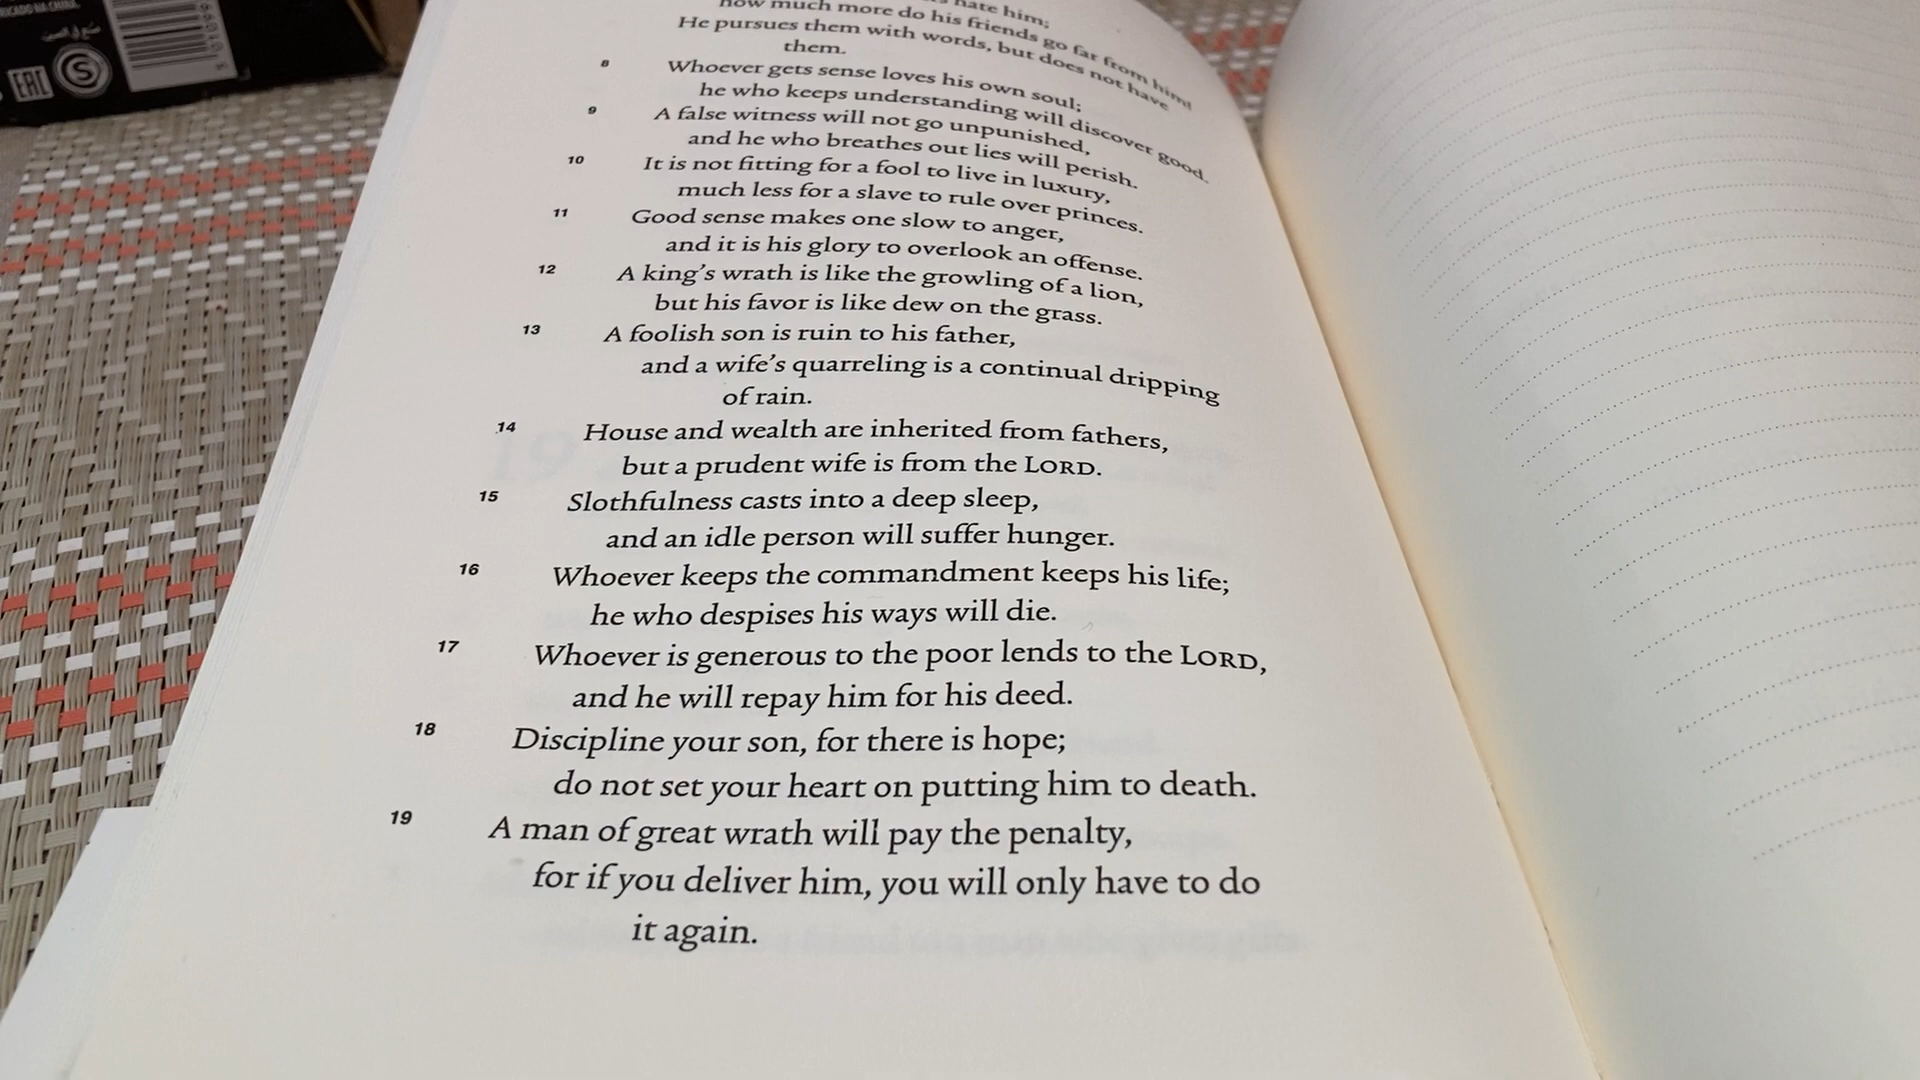 RICADO NA CHINA.
صنع في الصين
EAC
S
hate him;
how much more do his friends go far from him!
He pursues them with words, but does not have
them.
8 Whoever gets sense loves his own soul;
he who keeps understanding will discover good.
9 A false witness will not go unpunished,
and he who breathes out lies will perish.
10 It is not fitting for a fool to live in luxury,
much less for a slave to rule over princes.
11 Good sense makes one slow to anger,
and it is his glory to overlook an offense.
12 A king's wrath is like the growling of a lion,
but his favor is like dew on the grass.
13 A foolish son is ruin to his father,
and a wife's quarreling is a continual dripping
of rain.
14 House and wealth are inherited from fathers,
but a prudent wife is from the LORD.
15 Slothfulness casts into a deep sleep,
and an idle person will suffer hunger.
16 Whoever keeps the commandment keeps his life;
he who despises his ways will die.
17 Whoever is generous to the poor lends to the LORD,
and he will repay him for his deed.
18 Discipline your son, for there is hope;
do not set your heart on putting him to death.
19 A man of great wrath will pay the penalty,
for if you deliver him, you will only have to do
it again.